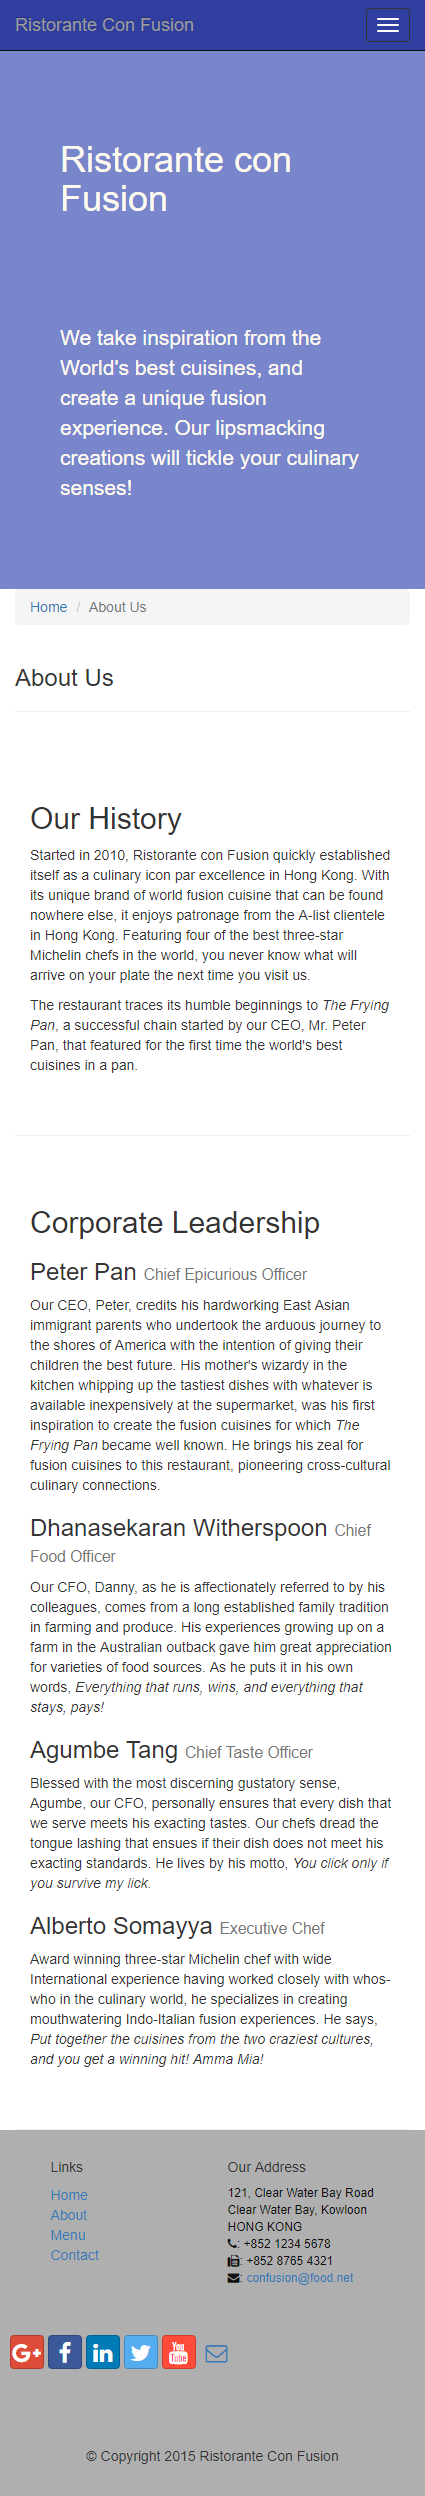 Ristorante Con Fusion
Ristorante con
Fusion
We take inspiration from the
World's best cuisines, and
create a unique fusion
experience. Our lipsmacking
creations will tickle your culinary
senses!
Home / About Us
About Us
Our History
Started in 2010, Ristorante con Fusion quickly established
itself as a culinary icon par excellence in Hong Kong. With
its unique brand of world fusion cuisine that can be found
nowhere else, it enjoys patronage from the A-list clientele
in Hong Kong. Featuring four of the best three-star
Michelin chefs in the world, you never know what will
arrive on your plate the next time you visit us.
The restaurant traces its humble beginnings to The Frying
Pan, a successful chain started by our CEO, Mr. Peter
Pan, that featured for the first time the world's best
cuisines in a pan.
Corporate Leadership
Peter Pan Chief Epicurious Officer
Our CEO, Peter, credits his hardworking East Asian
immigrant parents who undertook the arduous journey to
the shores of America with the intention of giving their
children the best future. His mother's wizardy in the
kitchen whipping up the tastiest dishes with whatever is
available inexpensively at the supermarket, was his first
inspiration to create the fusion cuisines for which The
Frying Pan became well known. He brings his zeal for
fusion cuisines to this restaurant, pioneering cross-cultural
culinary connections.
Dhanasekaran Witherspoon Chief
Food Officer
Our CFO, Danny, as he is affectionately referred to by his
colleagues, comes from a long established family tradition
in farming and produce. His experiences growing up on a
farm in the Australian outback gave him great appreciation
for varieties of food sources. As he puts it in his own
words, Everything that runs, wins, and everything that
stays, pays!
Agumbe Tang Chief Taste Officer
Blessed with the most discerning gustatory sense,
Agumbe, our CFO, personally ensures that every dish that
we serve meets his exacting tastes. Our chefs dread the
tongue lashing that ensues if their dish does not meet his
exacting standards. He lives by his motto, You click only if
you survive my lick.
Alberto Somayya Executive Chef
Award winning three-star Michelin chef with wide
International experience having worked closely with whos-
who in the culinary world, he specializes in creating
mouthwatering Indo-Italian fusion experiences. He says,
Put together the cuisines from the two craziest cultures,
and you get a winning hit! Amma Mia!
Links
Home
About
Menu
Contact
Our Address
121, Clear Water Bay Road
Clear Water Bay, Kowloon
HONG KONG
: +852 1234 5678
: +852 8765 4321
: confusion@food.net
G+ f in You Tube
© Copyright 2015 Ristorante Con Fusion